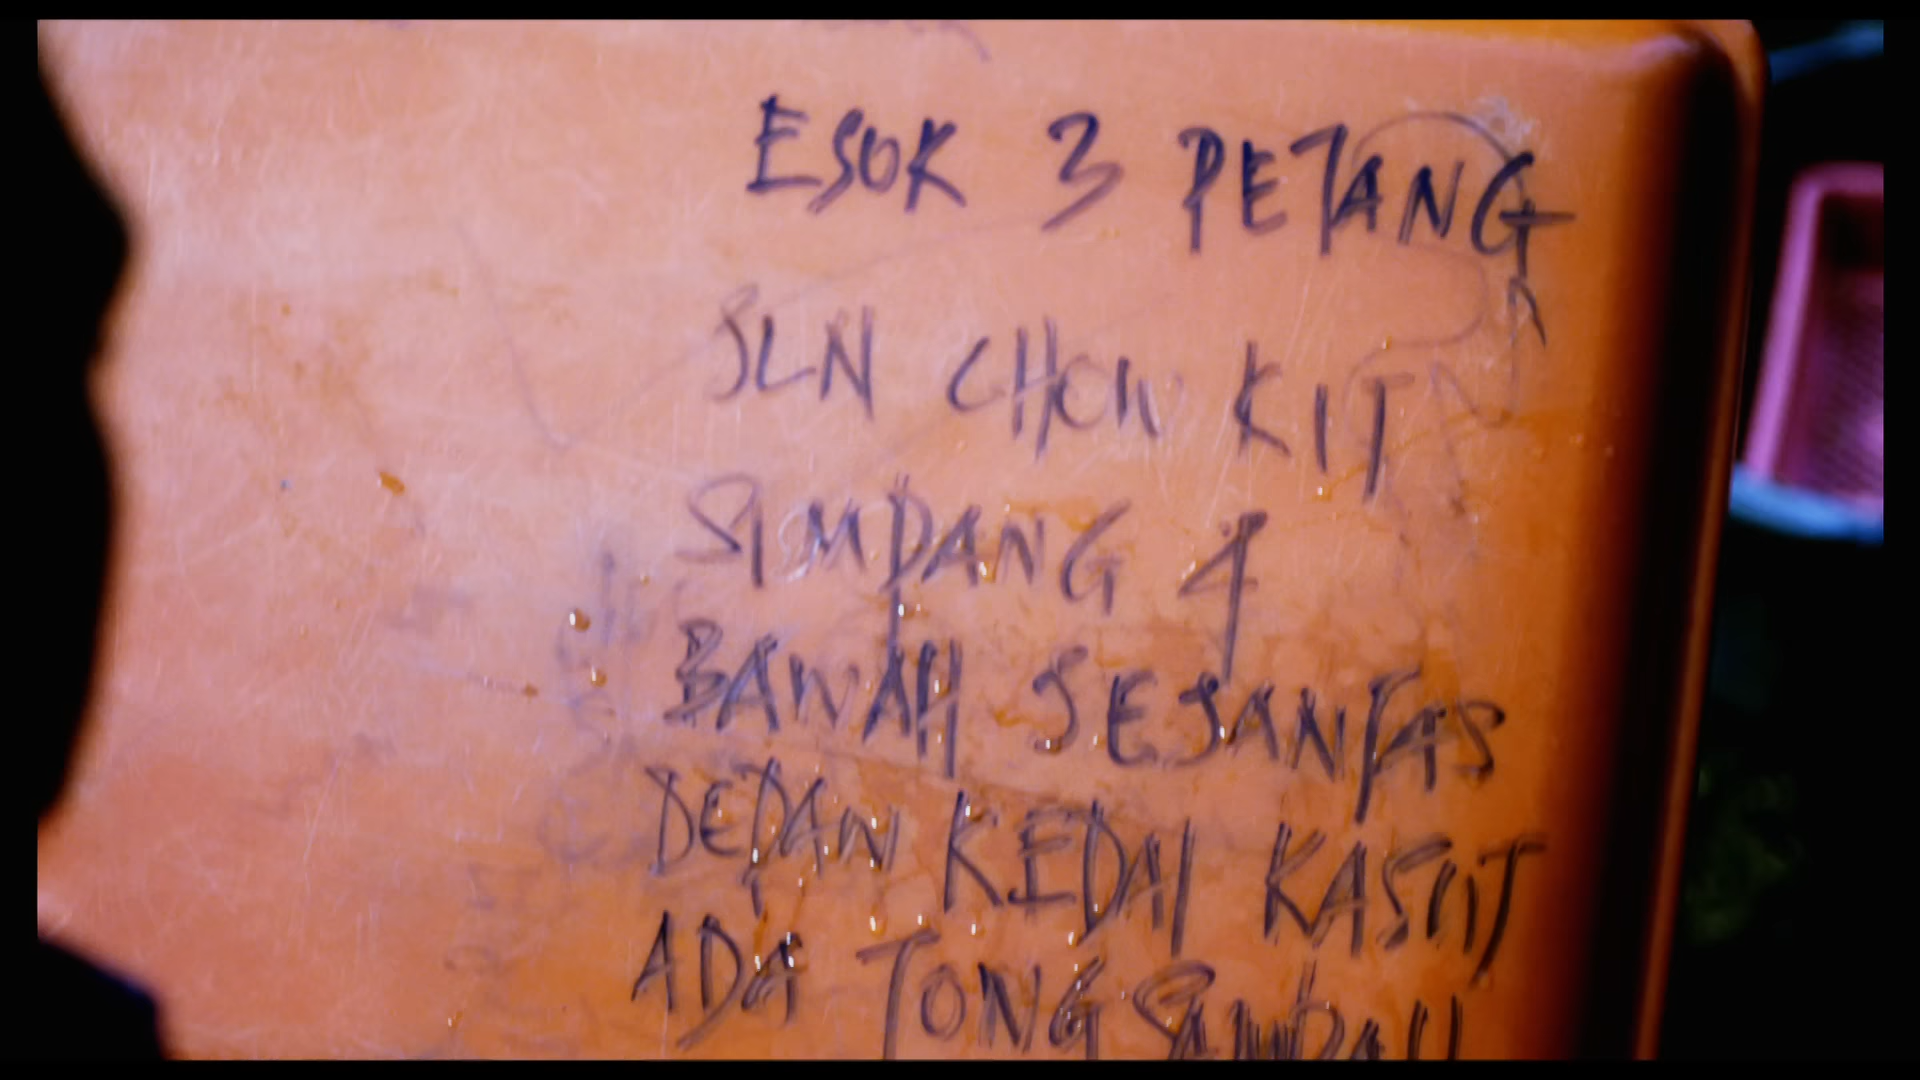 ESOK 3 PETANG
JLN CHOW KIT
SIMPANG 4
BAWAH JEJANTAS
DEPAN KEDAI KASUT
ADA TONG SAMPAH